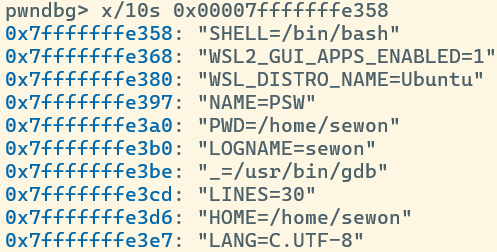 pwndbg> x/10s 0x00007fffffffe358
0x7fffffffe358: "SHELL=/bin/bash"
0x7fffffffe368: "WSL2_GUI_APPS_ENABLED=1"
0x7fffffffe380: "WSL_DISTRO_NAME=Ubuntu"
0x7fffffffe397: "NAME=PSW"
0x7fffffffe3a0: "PWD=/home/sewon"
0x7fffffffe3b0: "LOGNAME=sewon"
0x7fffffffe3be: "_=/usr/bin/gdb"
0x7fffffffe3cd: "LINES=30"
0x7fffffffe3d6: "HOME=/home/sewon"
0x7fffffffe3e7: "LANG=C.UTF-8"